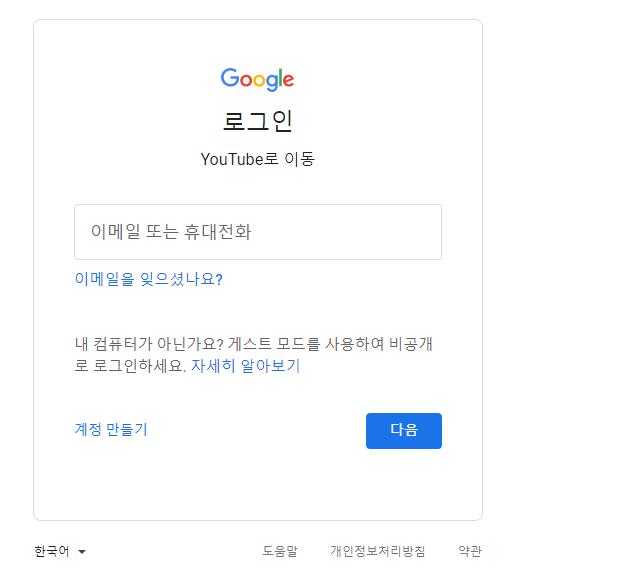 Google
로그인
YouTube로 이동
이메일 또는 휴대전화
이메일을 잊으셨나요?
내 컴퓨터가 아닌가요? 게스트 모드를 사용하여 비공개
로 로그인하세요. 자세히 알아보기
계정 만들기
다음
한국어
도움말
개인정보처리방침
약관